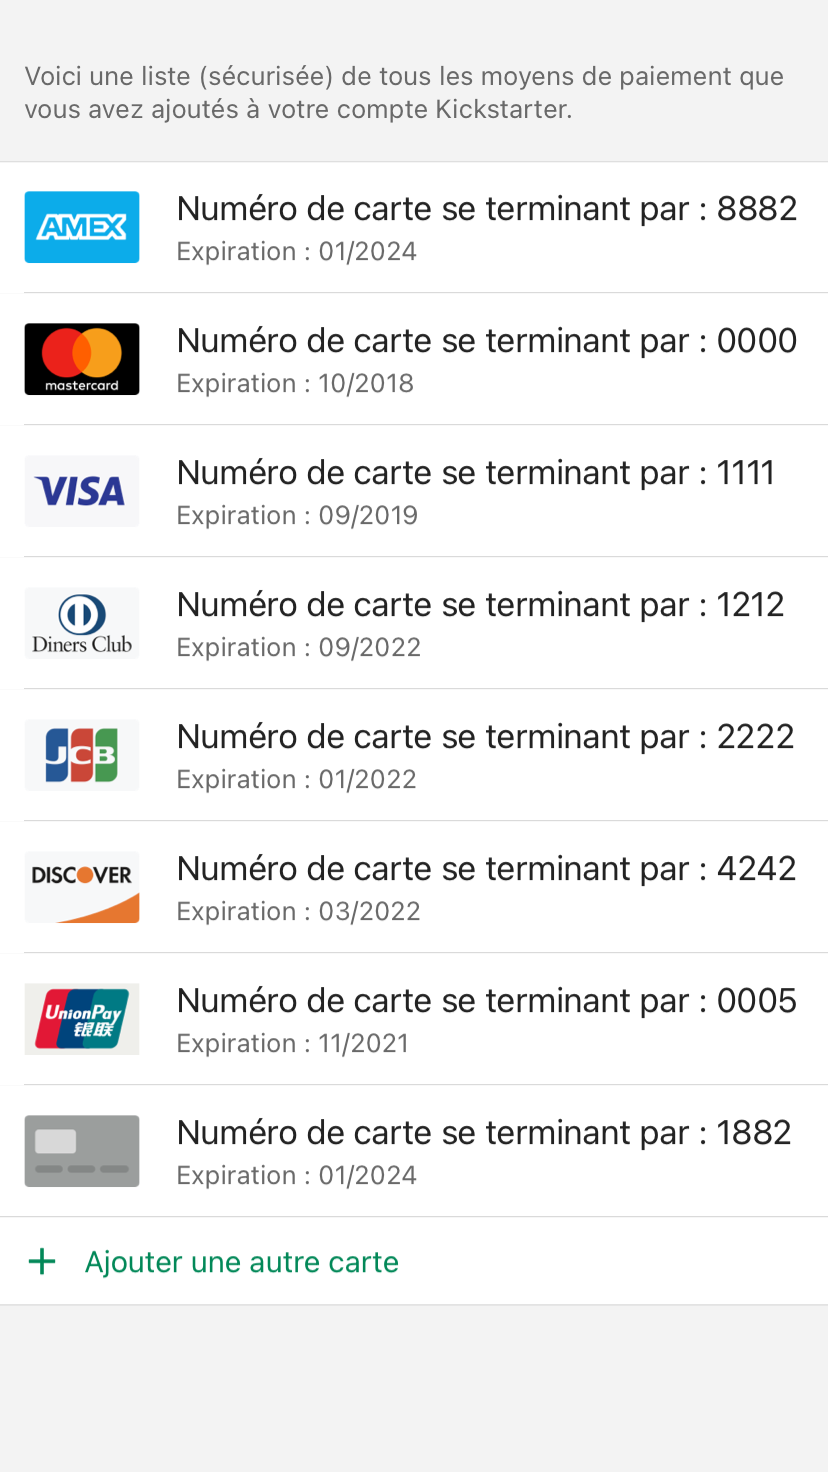 Voici une liste (sécurisée) de tous les moyens de paiement que
vous avez ajoutés à votre compte Kickstarter.
AMEX
Numéro de carte se terminant par : 8882
Expiration : 01/2024
mastercard
Numéro de carte se terminant par : 0000
Expiration : 10/2018
VISA
Numéro de carte se terminant par : 1111
Expiration : 09/2019
Diners Club
Numéro de carte se terminant par : 1212
Expiration : 09/2022
JCB
Numéro de carte se terminant par : 2222
Expiration : 01/2022
DISCOVER
Numéro de carte se terminant par : 4242
Expiration : 03/2022
UnionPay
银联
Numéro de carte se terminant par : 0005
Expiration : 11/2021
Numéro de carte se terminant par : 1882
Expiration : 01/2024
+ Ajouter une autre carte